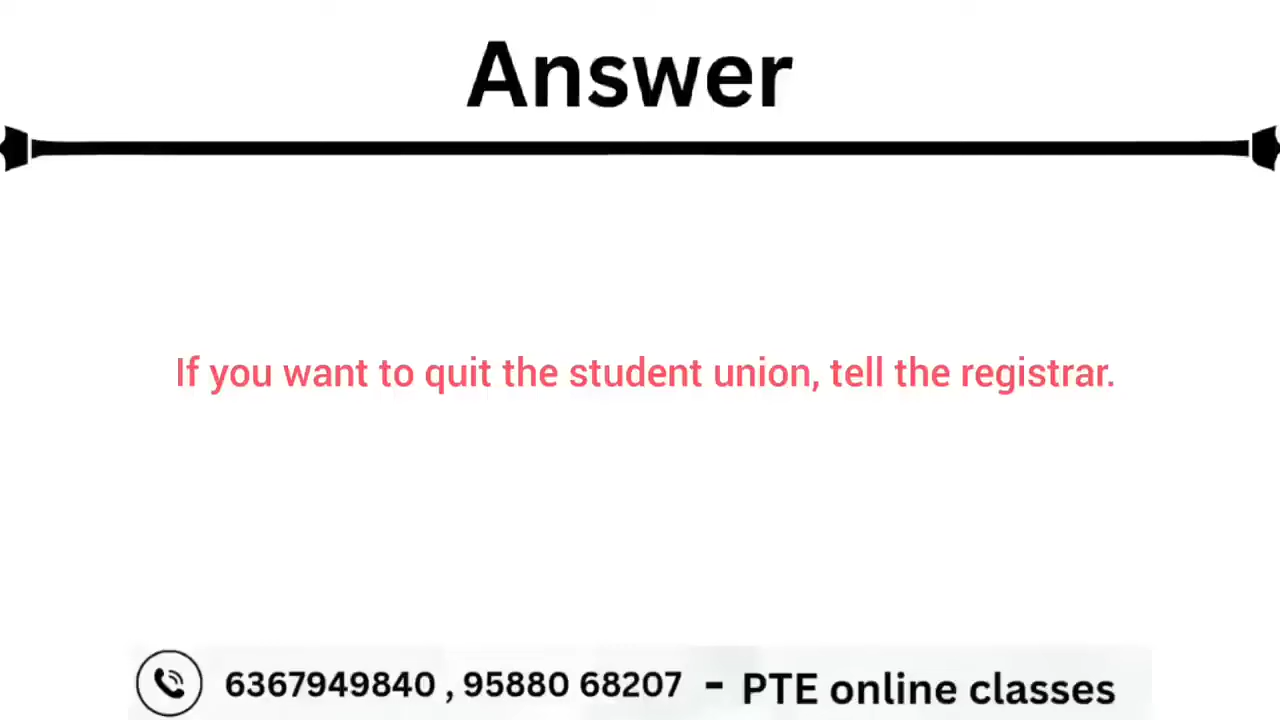 Answer
If you want to quit the student union, tell the registrar.
6367949840 , 95880 68207 - PTE online classes